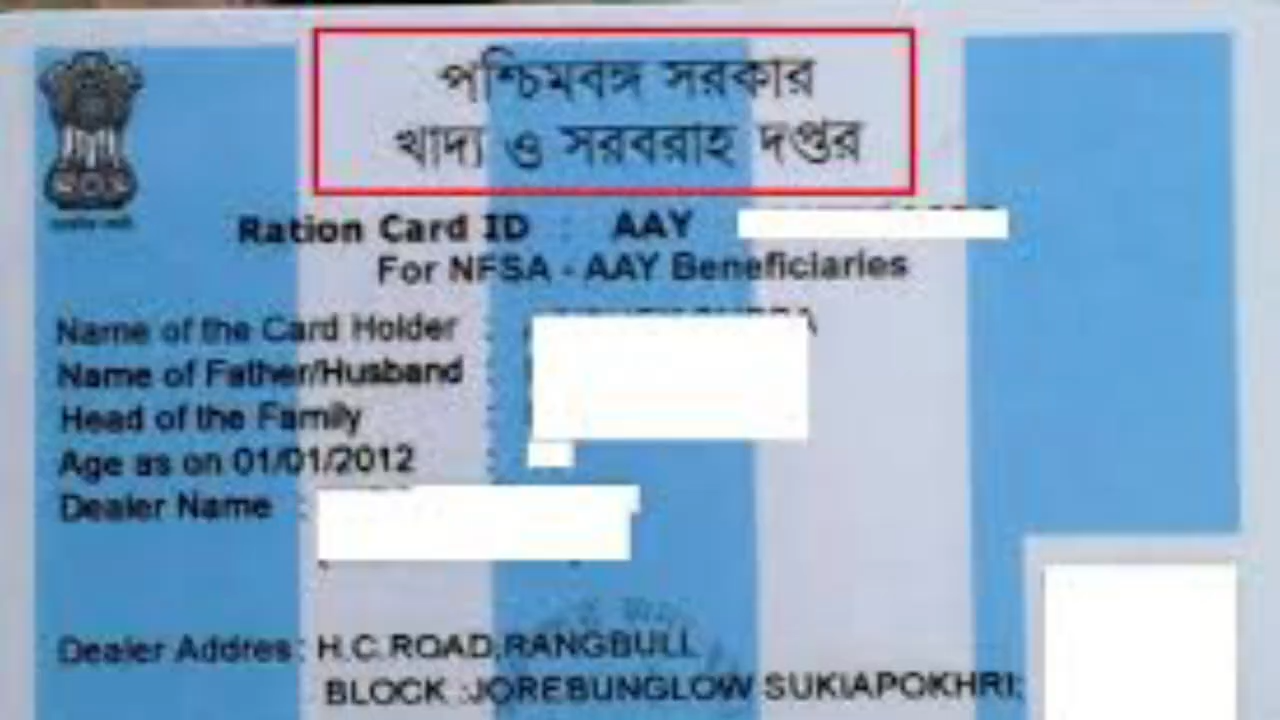 পশ্চিমবঙ্গ সরকার
খাদ্য ও সরবরাহ দপ্তর
Ration Card ID : AAY
For NFSA - AAY Beneficiaries
Name of the Card Holder :
Name of Father/Husband :
Head of the Family :
Age as on 01/01/2012 :
Dealer Name :
Dealer Addres: H.C.ROAD,RANGBULL
BLOCK :JOREBUNGLOW SUKIAPOKHRI: